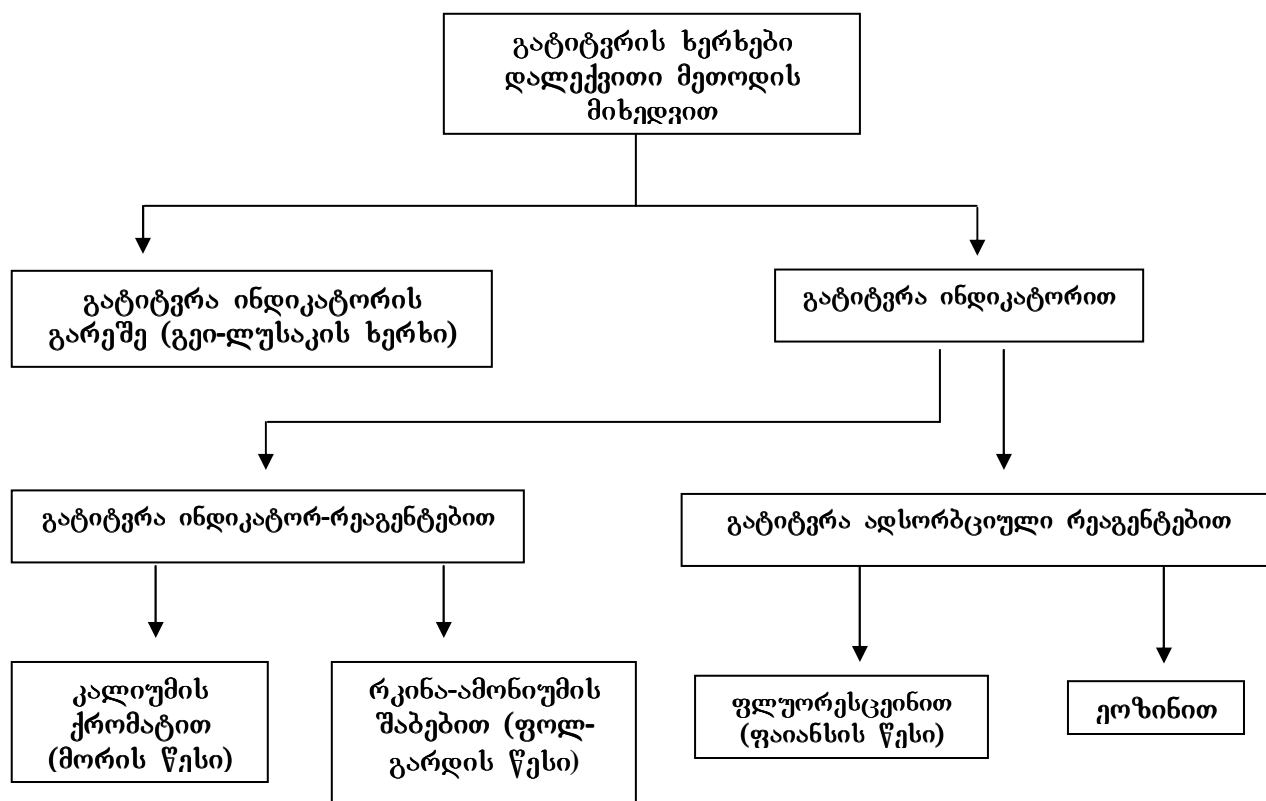 გატიტვრის ხერხები
დალექვითი მეთოდის
მიხედვით
გატიტვრა ინდიკატორის
გარეშე (გეი-ლუსაკის ხერხი)
გატიტვრა ინდიკატორით
გატიტვრა ინდიკატორ-რეაგენტებით
გატიტვრა ადსორბციული რეაგენტებით
კალიუმის
ქრომატით
(მორის წესი)
რკინა-ამონიუმის
შაბებით (ფოლ-
გარდის წესი)
ფლუორესცეინით
(ფაიანსის წესი)
ეოზინით